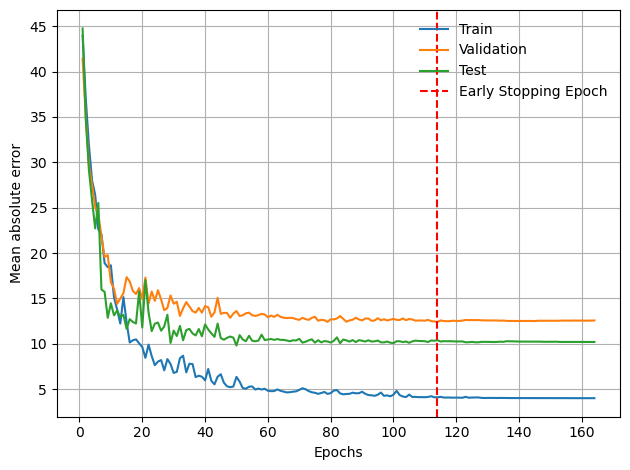 45
40
35
30
25
20
15
10
5
Mean absolute error
Train
Validation
Test
Early Stopping Epoch
0 20 40 60 80 100 120 140 160
Epochs